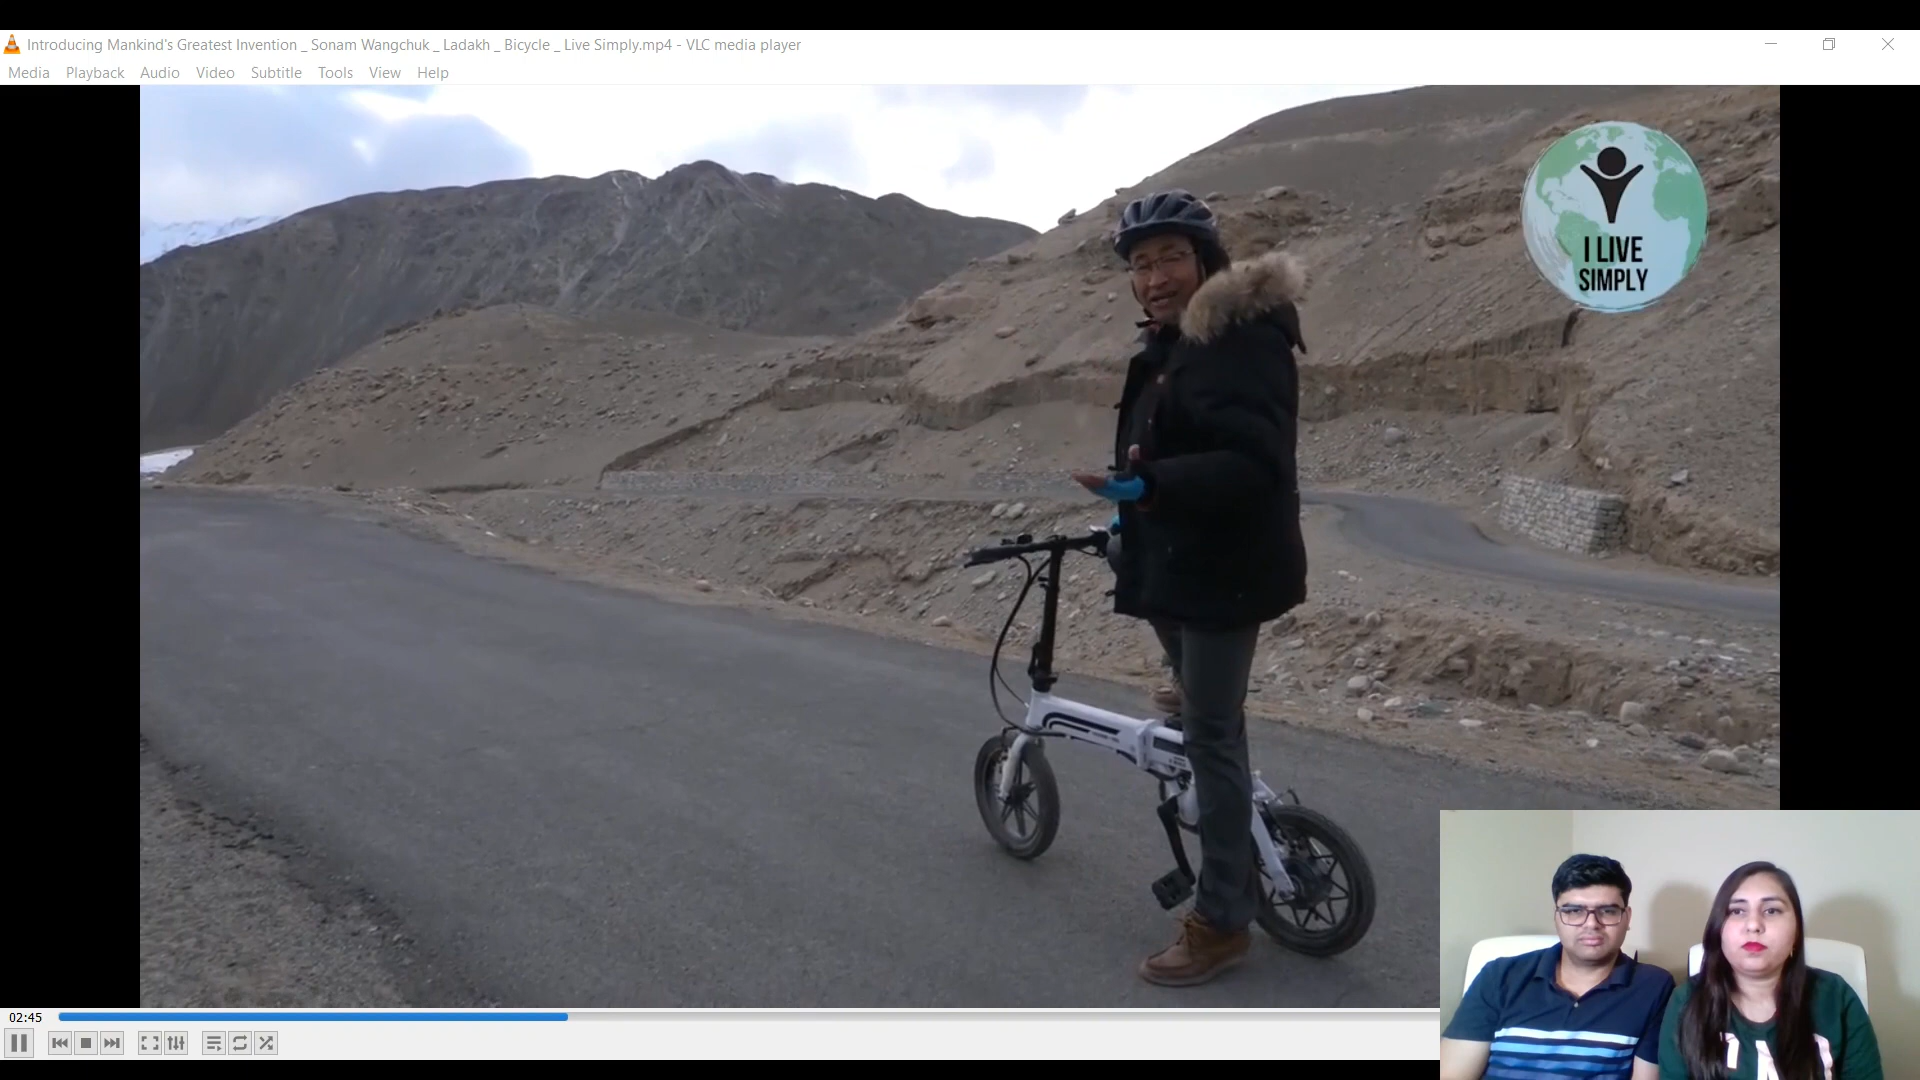 Introducing Mankind's Greatest Invention _ Sonam Wangchuk _ Ladakh _ Bicycle _ Live Simply.mp4 - VLC media player
Media Playback Audio Video Subtitle Tools View Help
I LIVE
SIMPLY
02:45